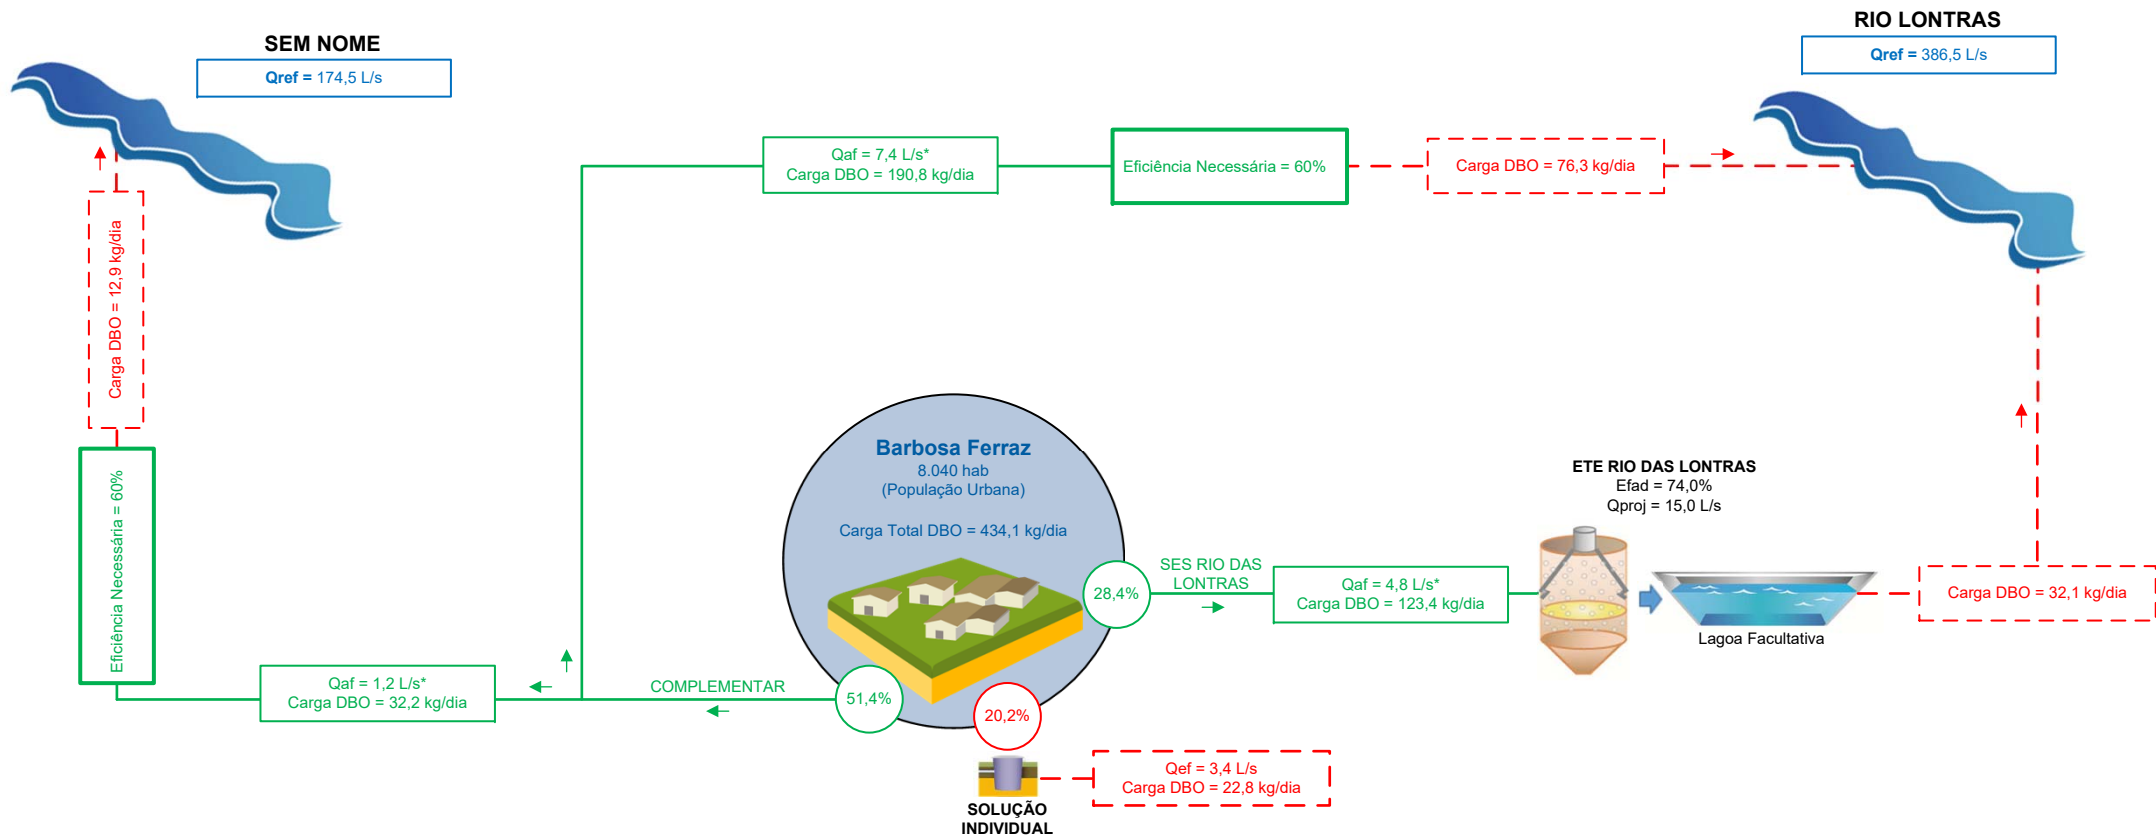 SEM NOME
Qref = 174,5 L/s
RIO LONTRAS
Qref = 386,5 L/s
Qaf = 7,4 L/s*
Carga DBO = 190,8 kg/dia
Eficiência Necessária = 60%
Carga DBO = 76,3 kg/dia
Carga DBO = 12,9 kg/dia
Eficiência Necessária = 60%
Barbosa Ferraz
8.040 hab
(População Urbana)
Carga Total DBO = 434,1 kg/dia
ETE RIO DAS LONTRAS
Efad = 74,0%
Qproj = 15,0 L/s
28,4%
SES RIO DAS
LONTRAS
Qaf = 4,8 L/s*
Carga DBO = 123,4 kg/dia
Lagoa Facultativa
Carga DBO = 32,1 kg/dia
Qaf = 1,2 L/s*
Carga DBO = 32,2 kg/dia
COMPLEMENTAR
51,4%
20,2%
Qef = 3,4 L/s
Carga DBO = 22,8 kg/dia
SOLUÇÃO
INDIVIDUAL